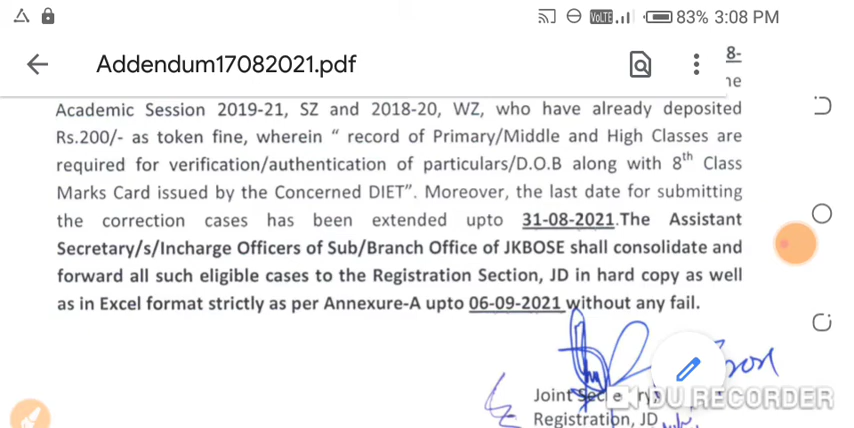 VoLTE 83% 3:08 PM
Addendum17082021.pdf
8-
ne
Academic Session 2019-21, SZ and 2018-20, WZ, who have already deposited
Rs.200/- as token fine, wherein “ record of Primary/Middle and High Classes are
required for verification/authentication of particulars/D.O.B along with 8th Class
Marks Card issued by the Concerned DIET”. Moreover, the last date for submitting
the correction cases has been extended upto 31-08-2021.The Assistant
Secretary/s/Incharge Officers of Sub/Branch Office of JKBOSE shall consolidate and
forward all such eligible cases to the Registration Section, JD in hard copy as well
as in Excel format strictly as per Annexure-A upto 06-09-2021 without any fail.
Joint
DU RECORDER
Registration, JD